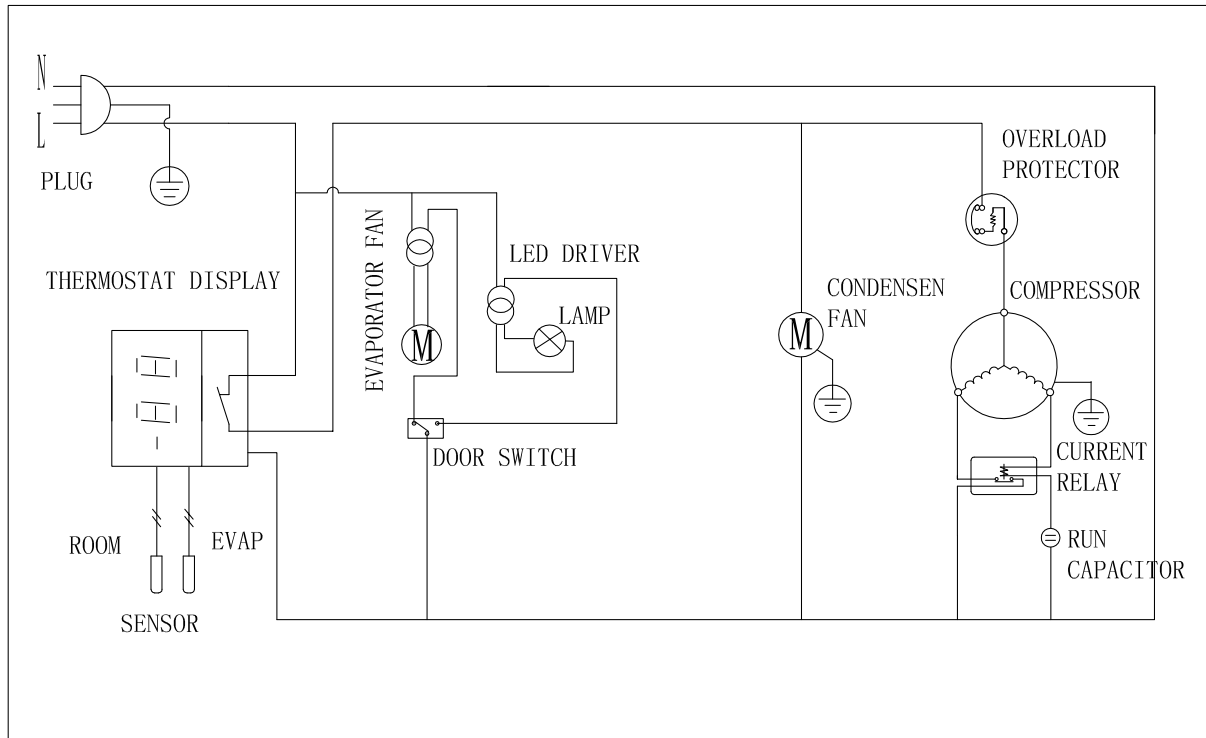 N
L
PLUG
OVERLOAD
PROTECTOR
EVAPORATOR FAN
LED DRIVER
THERMOSTAT DISPLAY
CONDENSEN
FAN
COMPRESSOR
LAMP
M
M
DOOR SWITCH
CURRENT
RELAY
ROOM
EVAP
RUN
CAPACITOR
SENSOR